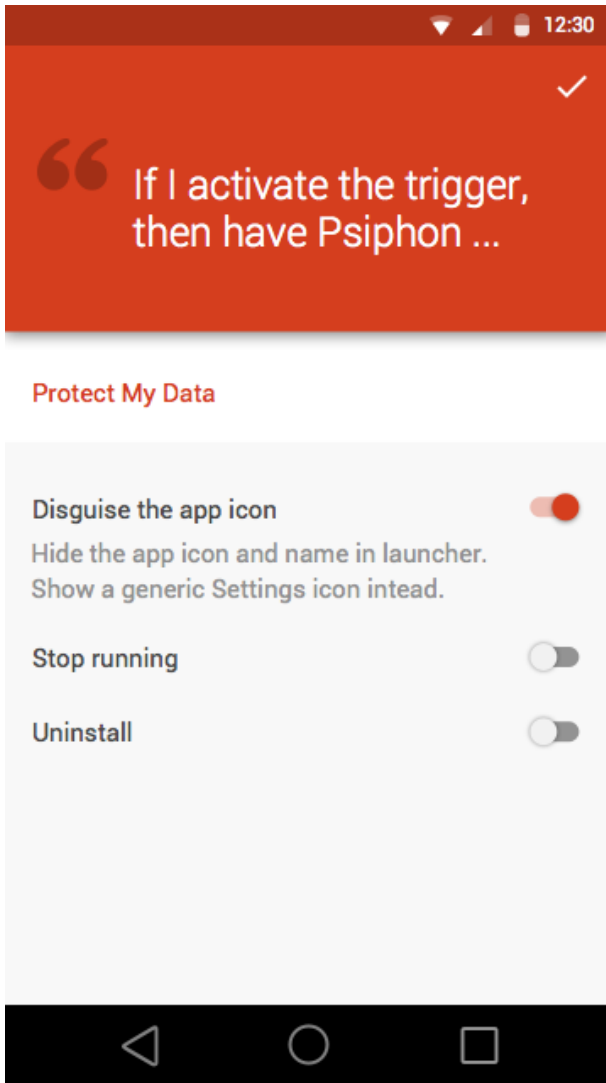 12:30
“
If I activate the trigger,
then have Psiphon ...
Protect My Data
Disguise the app icon
Hide the app icon and name in launcher.
Show a generic Settings icon intead.
Stop running
Uninstall